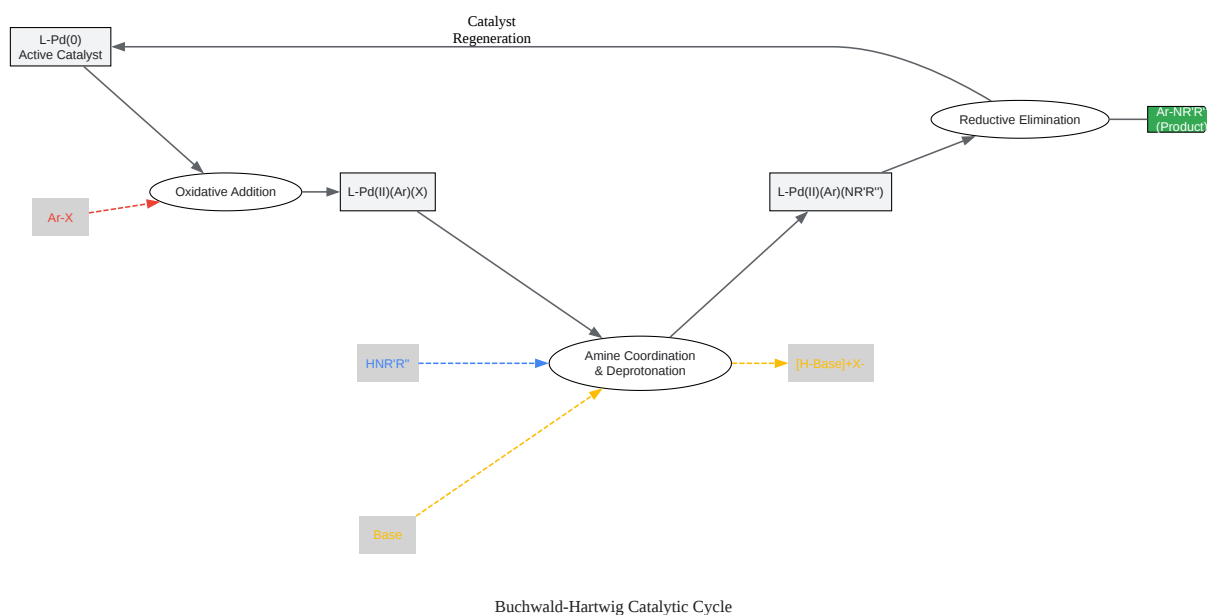 Catalyst
Regeneration
L-Pd(0)
Active Catalyst
Reductive Elimination
Ar-NR'R''
(Product)
Oxidative Addition
L-Pd(II)(Ar)(X)
L-Pd(II)(Ar)(NR'R'')
Ar-X
HNR'R''
Amine Coordination
& Deprotonation
[H-Base]+X-
Base
Buchwald-Hartwig Catalytic Cycle